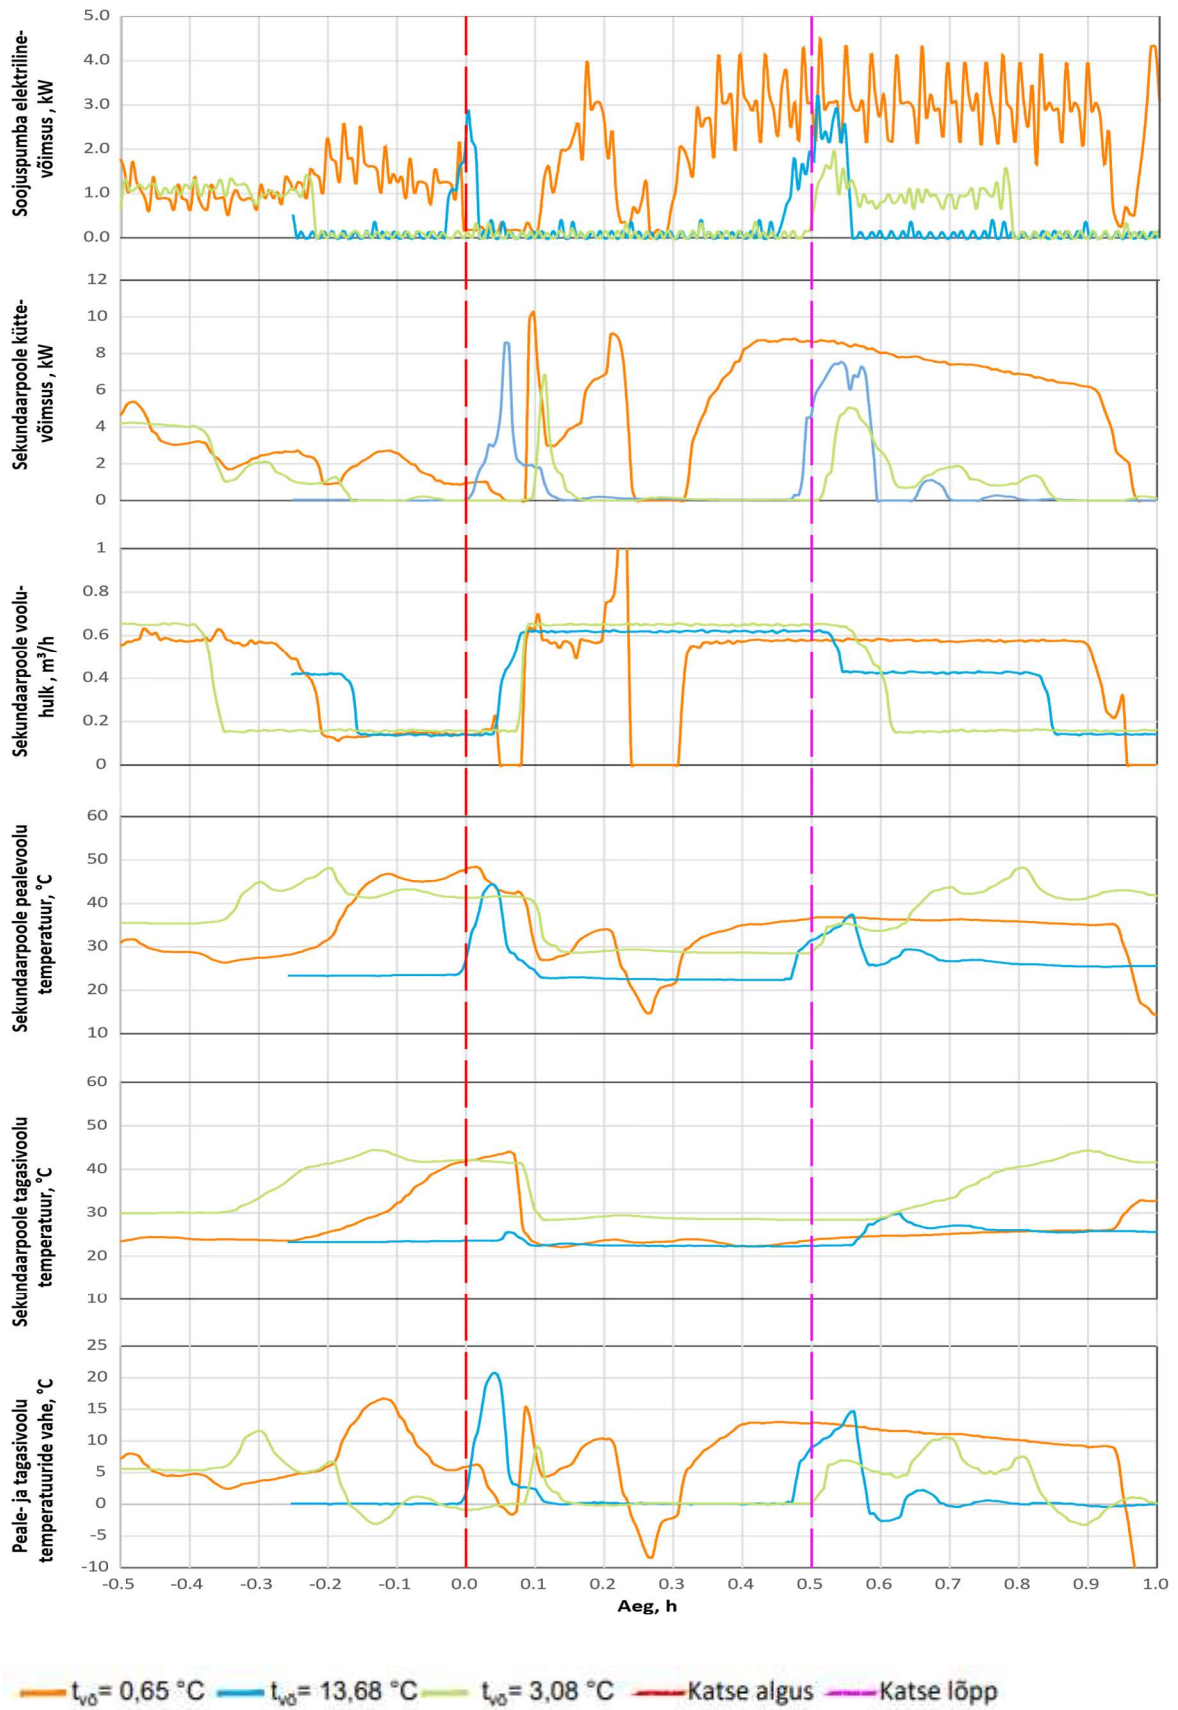 Soojuspumba elektriline-
võimsus , kW
5.0
4.0
3.0
2.0
1.0
0.0
Sekundaarpoole kütte-
võimsus , kW
12
10
8
6
4
2
0
Sekundaarpoole voolu-
hulk , m³/h
1
0.8
0.6
0.4
0.2
0
Sekundaarpoole pealevoolu
temperatuur, °C
60
50
40
30
20
10
Sekundaarpoole tagasivoolu
temperatuur, °C
60
50
40
30
20
10
Peale- ja tagasivoolu
temperatuuride vahe, °C
25
20
15
10
5
0
-5
-10
-0.5 -0.4 -0.3 -0.2 -0.1 0.0 0.1 0.2 0.3 0.4 0.5 0.6 0.7 0.8 0.9 1.0
Aeg, h
tvõ= 0,65 °C tvõ= 13,68 °C tvõ= 3,08 °C Katse algus Katse lõpp